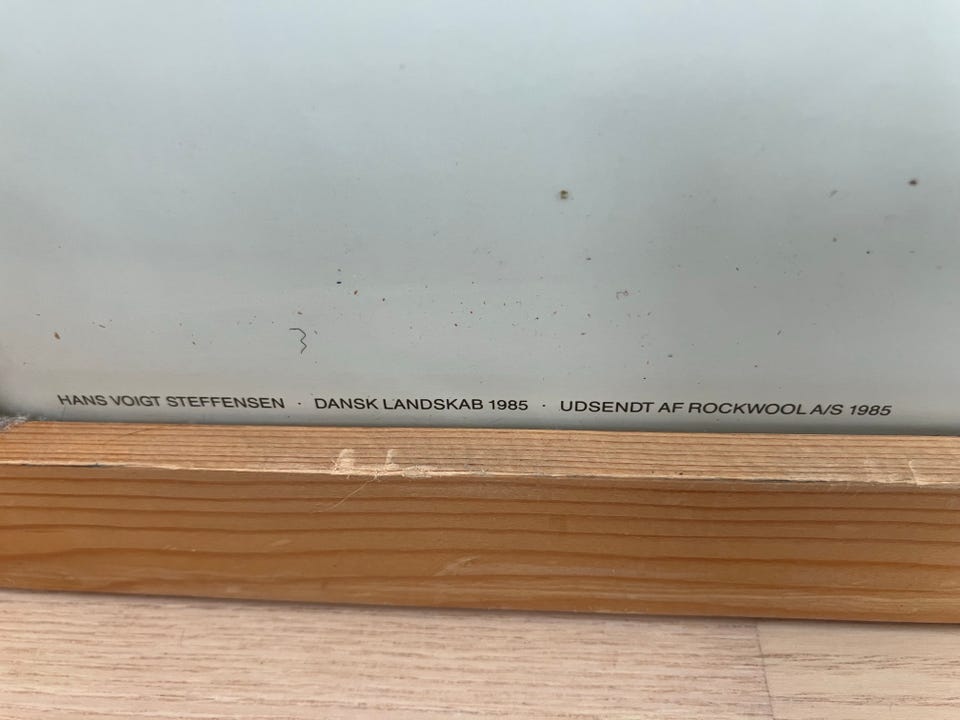 HANS VOIGT STEFFENSEN · DANSK LANDSKAB 1985 · UDSENDT AF ROCKWOOL A/S 1985